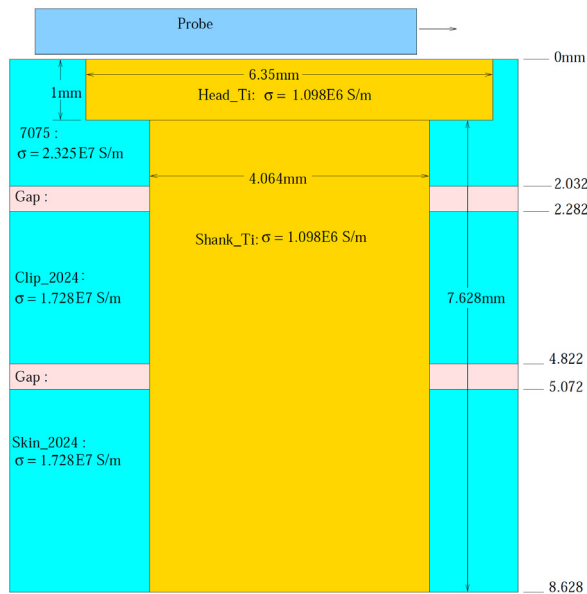 Probe
0mm
6.35mm
1mm
Head_Ti: σ = 1.098E6 S/m
7075 :
σ = 2.325E7 S/m
4.064mm
2.032
Gap :
2.282
Shank_Ti: σ = 1.098E6 S/m
Clip_2024 :
σ = 1.728E7 S/m
7.628mm
4.822
Gap :
5.072
Skin_2024 :
σ = 1.728E7 S/m
8.628